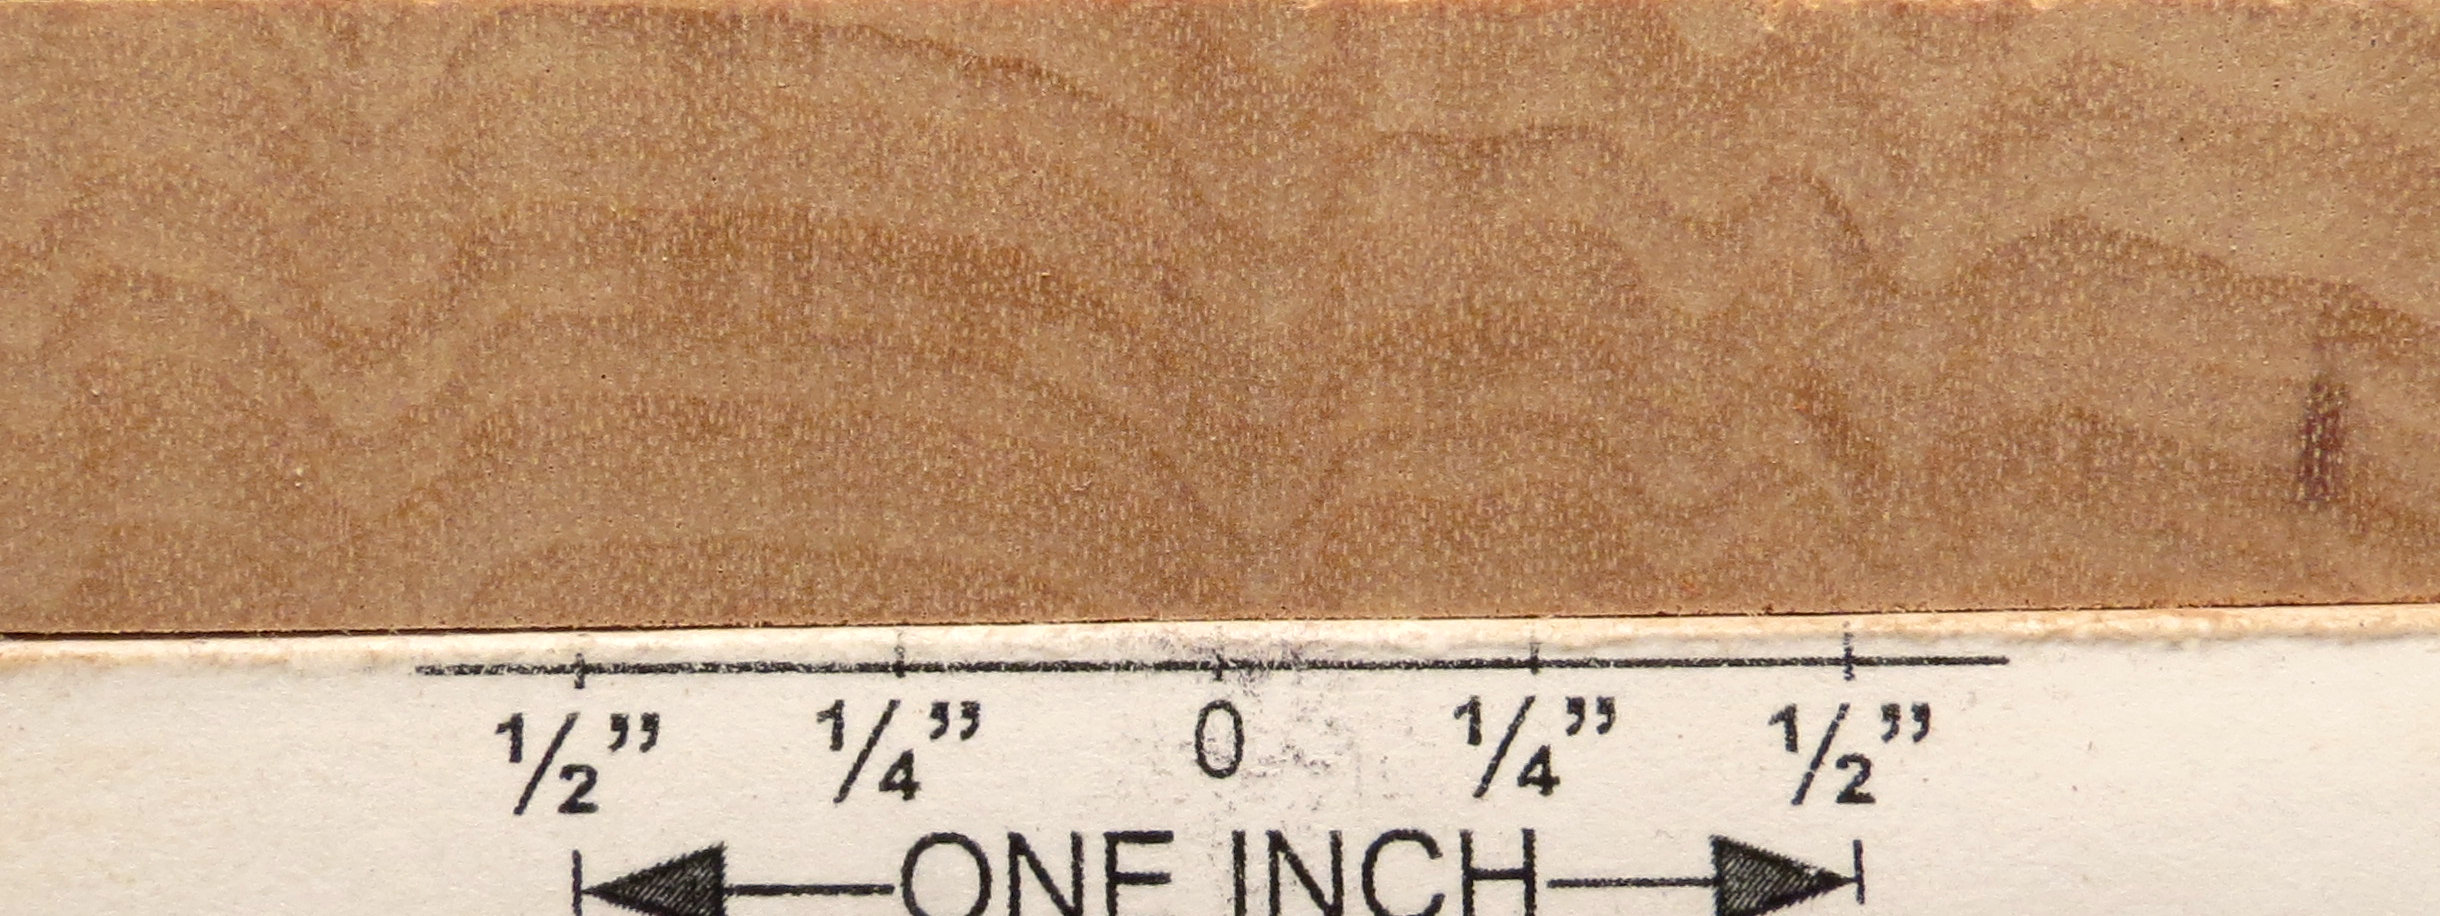 1/2” 1/4” 0 1/4” 1/2”
ONE INCH